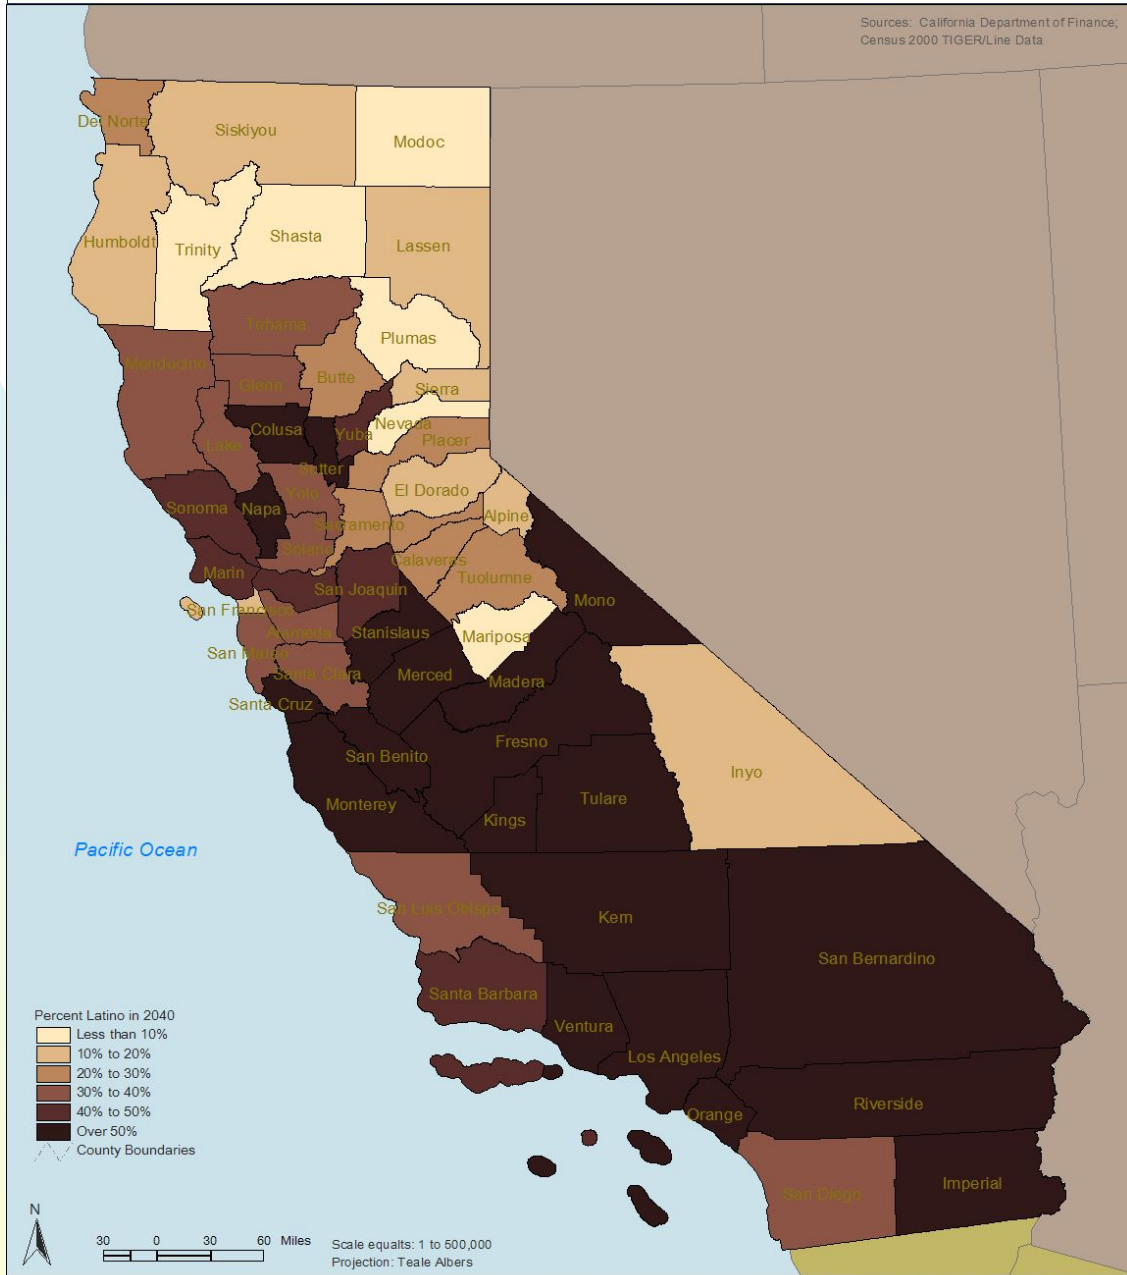 Sources: California Department of Finance;
Census 2000 TIGER/Line Data
Del Norte
Siskiyou
Modoc
Humboldt
Trinity
Shasta
Lassen
Tehama
Plumas
Mendocino
Glenn
Butte
Sierra
Colusa
Yuba
Nevada
Lake
Placer
Sutter
Yolo
El Dorado
Sonoma
Napa
Sacramento
Alpine
Solano
Calaveras
Marin
San Joaquin
Tuolumne
San Francisco
Mono
Alameda
Stanislaus
Mariposa
San Mateo
Santa Clara
Merced
Madera
Santa Cruz
Fresno
San Benito
Inyo
Monterey
Kings
Tulare
Pacific Ocean
San Luis Obispo
Kern
San Bernardino
Santa Barbara
Ventura
Los Angeles
Orange
Riverside
San Diego
Imperial
Percent Latino in 2040
Less than 10%
10% to 20%
20% to 30%
30% to 40%
40% to 50%
Over 50%
County Boundaries
N
30 0 30 60 Miles
Scale equalts: 1 to 500,000
Projection: Teale Albers